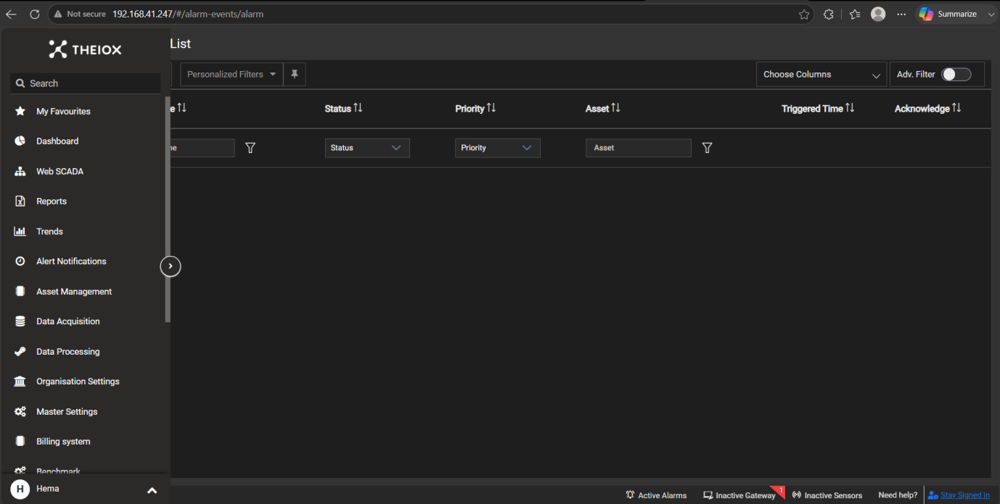 Not secure 192.168.41.247/#/alarm-events/alarm Summarize
THEIOX
List
Search
Personalized Filters Choose Columns Adv. Filter
e Status Priority Asset Triggered Time Acknowledge
ne Status Priority Asset
My Favourites
Dashboard
Web SCADA
Reports
Trends
Alert Notifications
Asset Management
Data Acquisition
Data Processing
Organisation Settings
Master Settings
Billing system
Benchmark
H Hema
Active Alarms Inactive Gateway 1 Inactive Sensors Need help? Stay Signed in